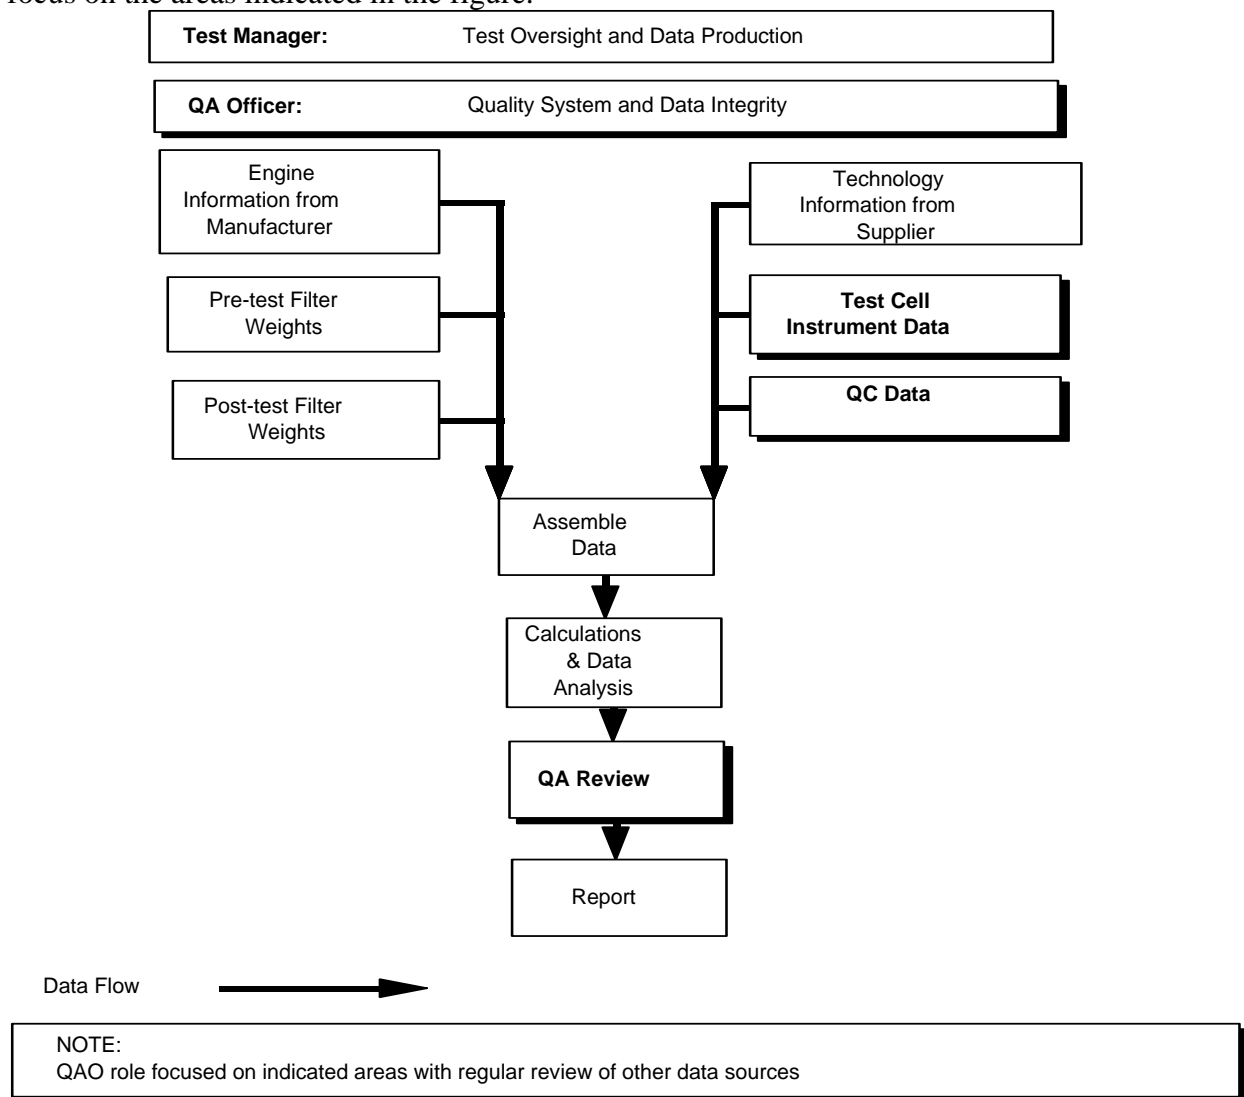 focus on the areas indicated in the figure.
Test Manager: Test Oversight and Data Production
QA Officer: Quality System and Data Integrity
Engine
Information from
Manufacturer
Technology
Information from
Supplier
Pre-test Filter
Weights
Test Cell
Instrument Data
Post-test Filter
Weights
QC Data
Assemble
Data
Calculations
& Data
Analysis
QA Review
Report
Data Flow
NOTE:
QAO role focused on indicated areas with regular review of other data sources